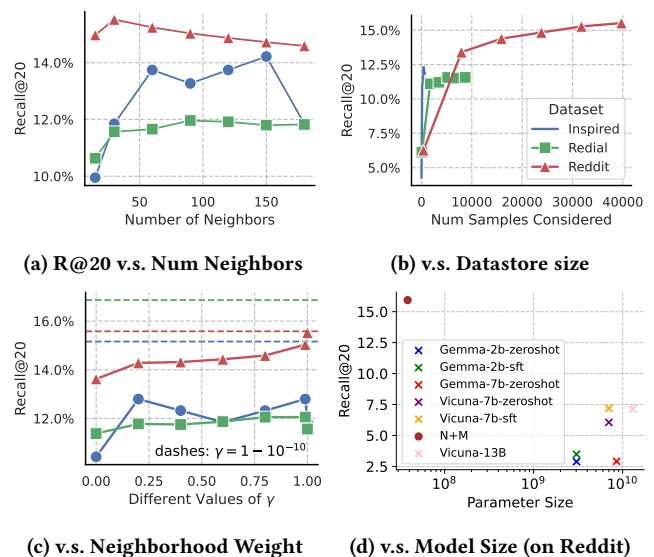 14.0%
12.0%
10.0%
Recall@20
50
100
150
Number of Neighbors
(a) R@20 v.s. Num Neighbors
15.0%
12.5%
10.0%
7.5%
5.0%
Recall@20
Dataset
Inspired
Redial
Reddit
0
10000
20000
30000
40000
Num Samples Considered
(b) v.s. Datastore size
16.0%
14.0%
12.0%
Recall@20
dashes: γ = 1 − 10⁻¹⁰
0.00
0.25
0.50
0.75
1.00
Different Values of γ
(c) v.s. Neighborhood Weight
15.0
12.5
10.0
7.5
5.0
2.5
Recall@20
Gemma-2b-zeroshot
Gemma-2b-sft
Gemma-7b-zeroshot
Vicuna-7b-zeroshot
Vicuna-7b-sft
N+M
Vicuna-13B
10⁸
10⁹
10¹⁰
Parameter Size
(d) v.s. Model Size (on Reddit)